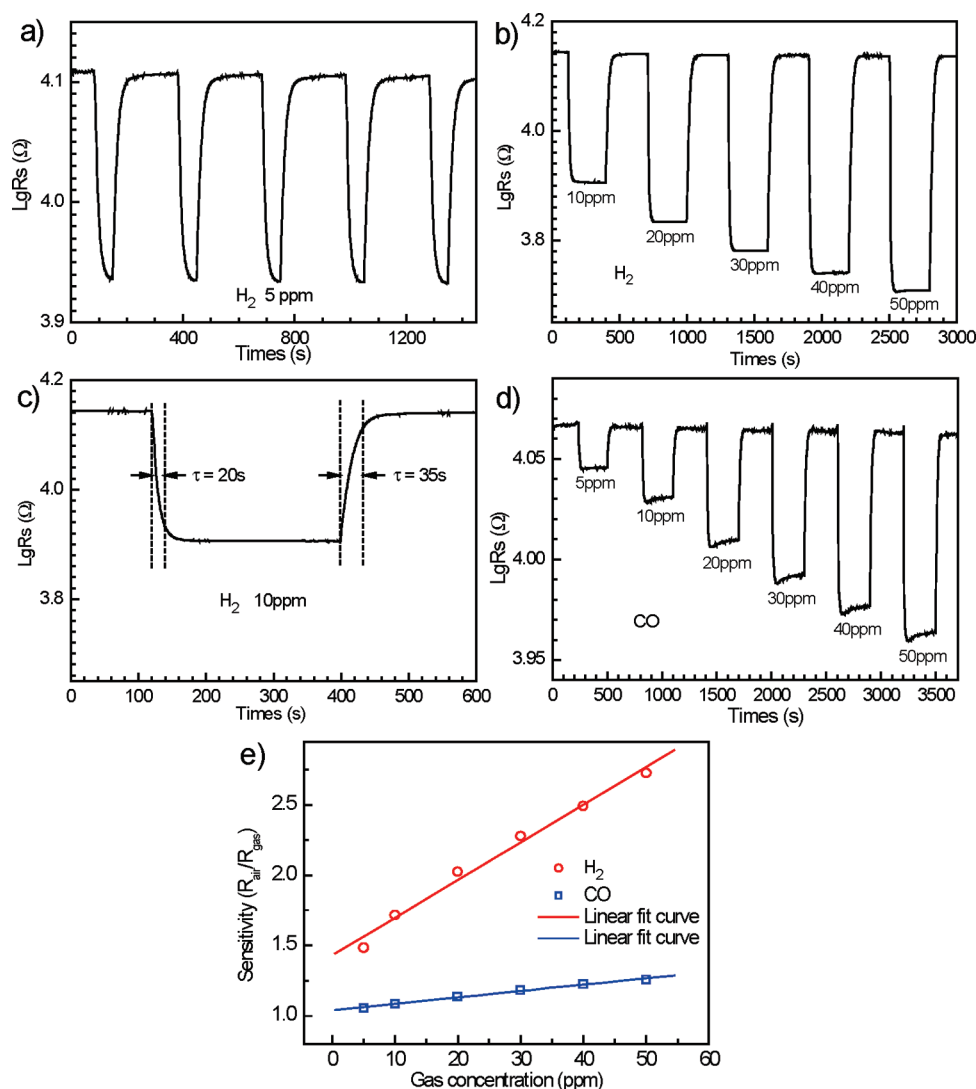 a)
4.1
4.0
3.9
LgRs (Ω)
H₂ 5 ppm
0 400 800 1200
Times (s)
b)
4.2
4.0
3.8
LgRs (Ω)
10ppm
20ppm
30ppm
40ppm
50ppm
H₂
0 500 1000 1500 2000 2500 3000
Times (s)
c)
4.2
4.0
3.8
LgRs (Ω)
τ = 20s
τ = 35s
H₂ 10ppm
0 100 200 300 400 500 600
Times (s)
d)
4.05
4.00
3.95
LgRs (Ω)
5ppm
10ppm
20ppm
30ppm
40ppm
50ppm
CO
0 500 1000 1500 2000 2500 3000 3500
Times (s)
e)
2.5
2.0
1.5
1.0
Sensitivity (Rair/Rgas)
H₂
CO
Linear fit curve
Linear fit curve
0 10 20 30 40 50 60
Gas concentration (ppm)